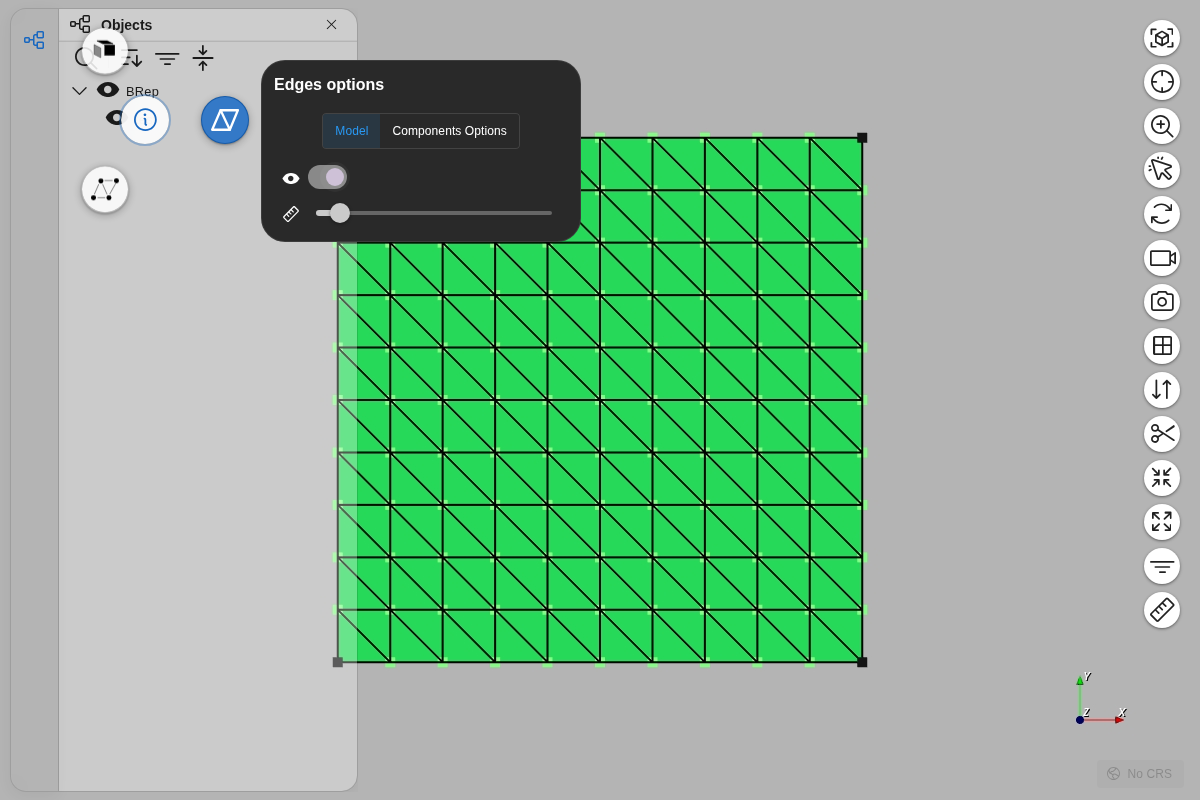 Objects
BRep
Edges options
Model
Components Options
Y
Z
X
No CRS